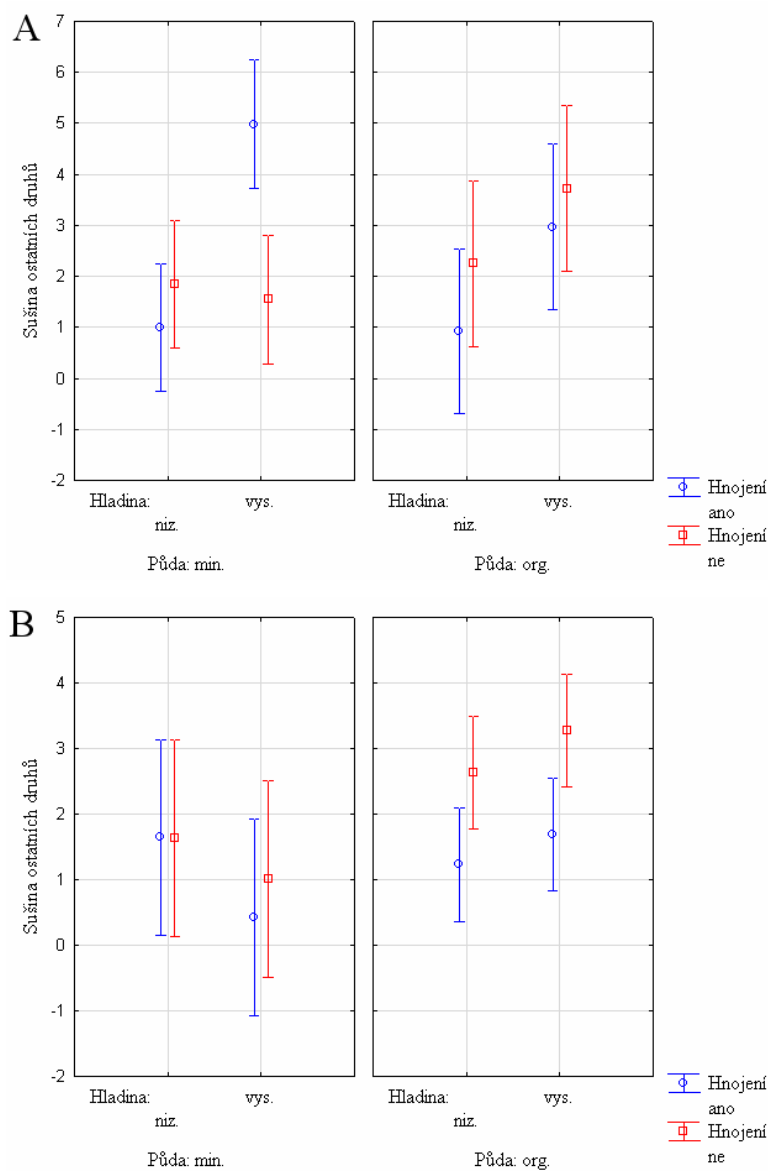 A
Sušina ostatních druhů
7
6
5
4
3
2
1
0
-1
-2
Hladina:
niz.
vys.
Půda: min.
niz.
vys.
Půda: org.
Hnojení
ano
Hnojení
ne
B
Sušina ostatních druhů
5
4
3
2
1
0
-1
-2
Hladina:
niz.
vys.
Půda: min.
niz.
vys.
Půda: org.
Hnojení
ano
Hnojení
ne